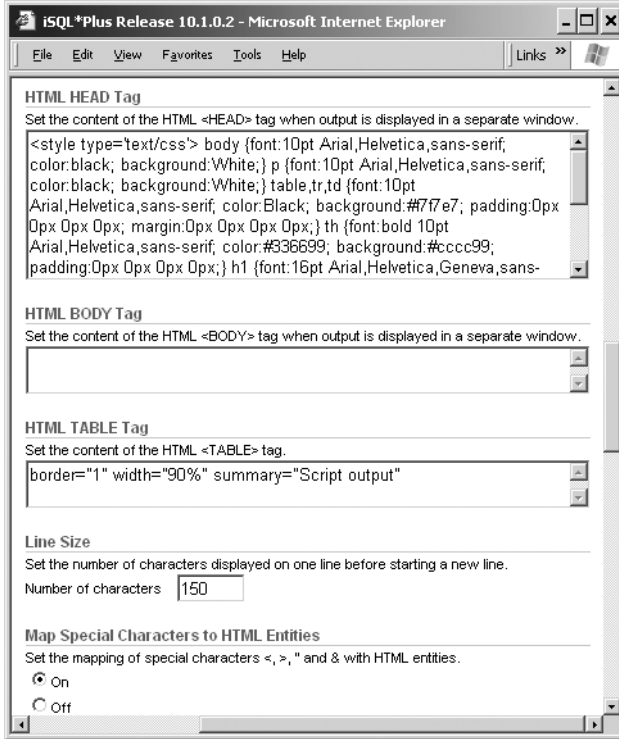 iSQL*Plus Release 10.1.0.2 - Microsoft Internet Explorer
File Edit View Favorites Tools Help Links »
HTML HEAD Tag
Set the content of the HTML <HEAD> tag when output is displayed in a separate window.
<style type='text/css'> body {font:10pt Arial,Helvetica,sans-serif;
color:black; background:White;} p {font:10pt Arial,Helvetica,sans-serif;
color:black; background:White;} table,tr,td {font:10pt
Arial,Helvetica,sans-serif; color:Black; background:#f7f7e7; padding:0px
0px 0px 0px; margin:0px 0px 0px 0px;} th {font:bold 10pt
Arial,Helvetica,sans-serif; color:#336699; background:#cccc99;
padding:0px 0px 0px 0px;} h1 {font:16pt Arial,Helvetica,Geneva,sans-
HTML BODY Tag
Set the content of the HTML <BODY> tag when output is displayed in a separate window.
HTML TABLE Tag
Set the content of the HTML <TABLE> tag.
border="1" width="90%" summary="Script output"
Line Size
Set the number of characters displayed on one line before starting a new line.
Number of characters 150
Map Special Characters to HTML Entities
Set the mapping of special characters <, >, " and & with HTML entities.
On
Off